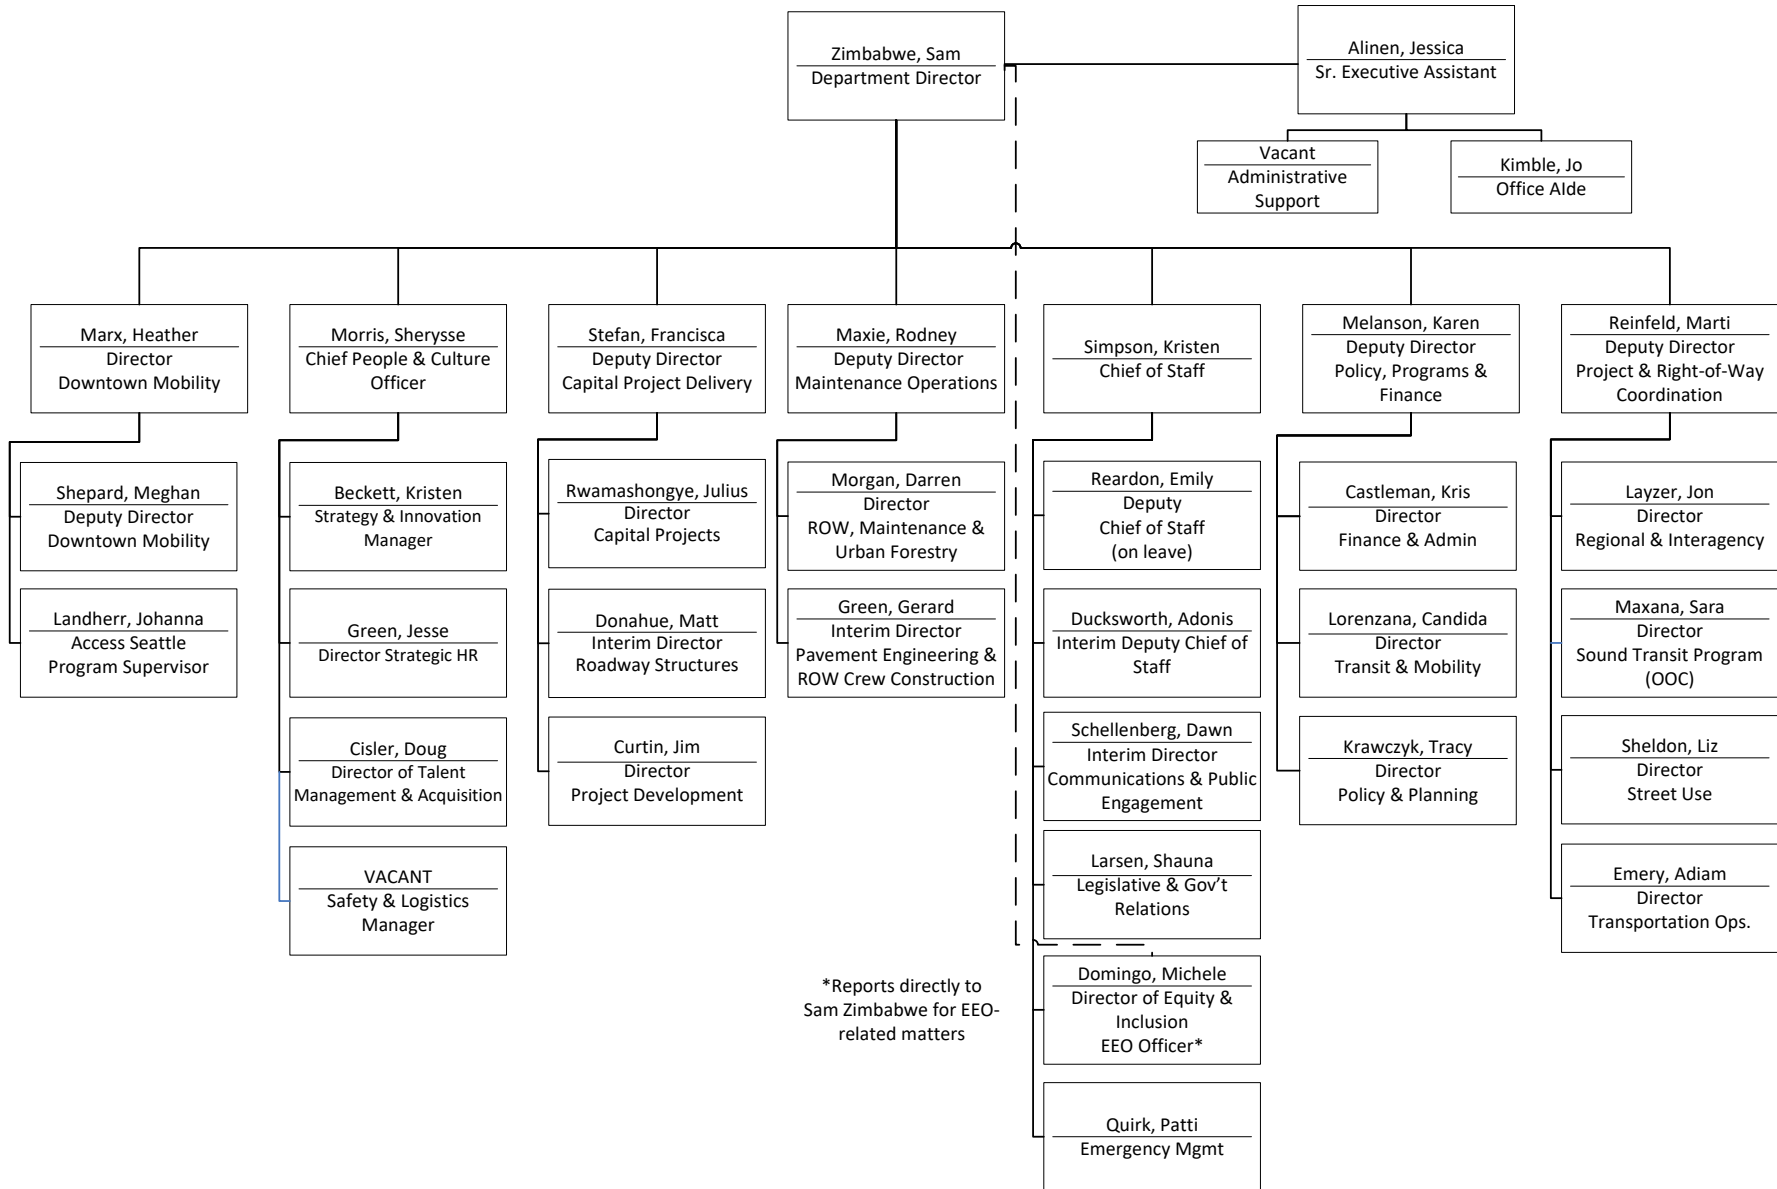 Zimbabwe, Sam
Department Director
Alinen, Jessica
Sr. Executive Assistant
Vacant
Administrative
Support
Kimble, Jo
Office AIde
Marx, Heather
Director
Downtown Mobility
Morris, Sherysse
Chief People & Culture
Officer
Stefan, Francisca
Deputy Director
Capital Project Delivery
Maxie, Rodney
Deputy Director
Maintenance Operations
Simpson, Kristen
Chief of Staff
Melanson, Karen
Deputy Director
Policy, Programs &
Finance
Reinfeld, Marti
Deputy Director
Project & Right-of-Way
Coordination
Shepard, Meghan
Deputy Director
Downtown Mobility
Landherr, Johanna
Access Seattle
Program Supervisor
Beckett, Kristen
Strategy & Innovation
Manager
Green, Jesse
Director Strategic HR
Cisler, Doug
Director of Talent
Management & Acquisition
VACANT
Safety & Logistics
Manager
Rwamashongye, Julius
Director
Capital Projects
Donahue, Matt
Interim Director
Roadway Structures
Curtin, Jim
Director
Project Development
Morgan, Darren
Director
ROW, Maintenance &
Urban Forestry
Green, Gerard
Interim Director
Pavement Engineering &
ROW Crew Construction
*Reports directly to
Sam Zimbabwe for EEO-
related matters
Reardon, Emily
Deputy
Chief of Staff
(on leave)
Ducksworth, Adonis
Interim Deputy Chief of
Staff
Schellenberg, Dawn
Interim Director
Communications & Public
Engagement
Larsen, Shauna
Legislative & Gov’t
Relations
Domingo, Michele
Director of Equity &
Inclusion
EEO Officer*
Quirk, Patti
Emergency Mgmt
Castleman, Kris
Director
Finance & Admin
Lorenzana, Candida
Director
Transit & Mobility
Krawczyk, Tracy
Director
Policy & Planning
Layzer, Jon
Director
Regional & Interagency
Maxana, Sara
Director
Sound Transit Program
(OOC)
Sheldon, Liz
Director
Street Use
Emery, Adiam
Director
Transportation Ops.